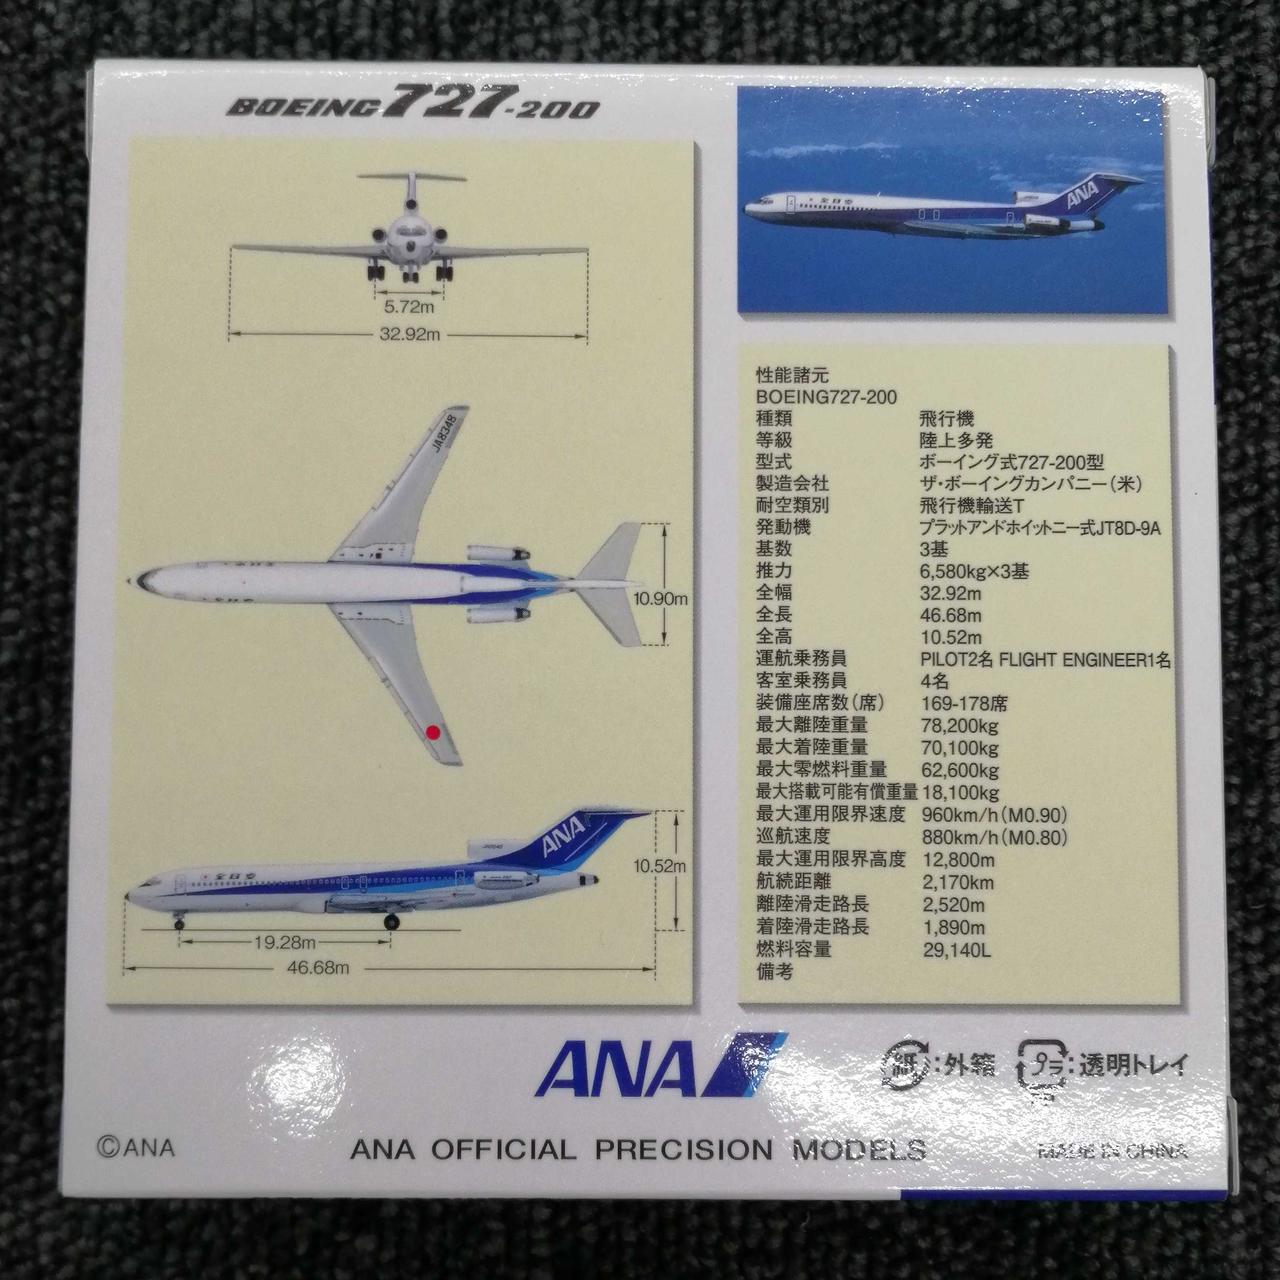 BOEING 727-200
5.72m
32.92m
JA8348
10.90m
ANA
全日空
10.52m
19.28m
46.68m
全日空
ANA
性能諸元
BOEING727-200
種類 飛行機
等級 陸上多発
型式 ボーイング式727-200型
製造会社 ザ・ボーイングカンパニー(米)
耐空類別 飛行機輸送T
発動機 プラットアンドホイットニー式JT8D-9A
基数 3基
推力 6,580kg×3基
全幅 32.92m
全長 46.68m
全高 10.52m
運航乗務員 PILOT2名 FLIGHT ENGINEER1名
客室乗務員 4名
装備座席数(席) 169-178席
最大離陸重量 78,200kg
最大着陸重量 70,100kg
最大零燃料重量 62,600kg
最大搭載可能有償重量 18,100kg
最大運用限界速度 960km/h(M0.90)
巡航速度 880km/h(M0.80)
最大運用限界高度 12,800m
航続距離 2,170km
離陸滑走路長 2,520m
着陸滑走路長 1,890m
燃料容量 29,140L
備考
ANA
紙:外箱 プラ:透明トレイ
©ANA
ANA OFFICIAL PRECISION MODELS
MADE IN CHINA